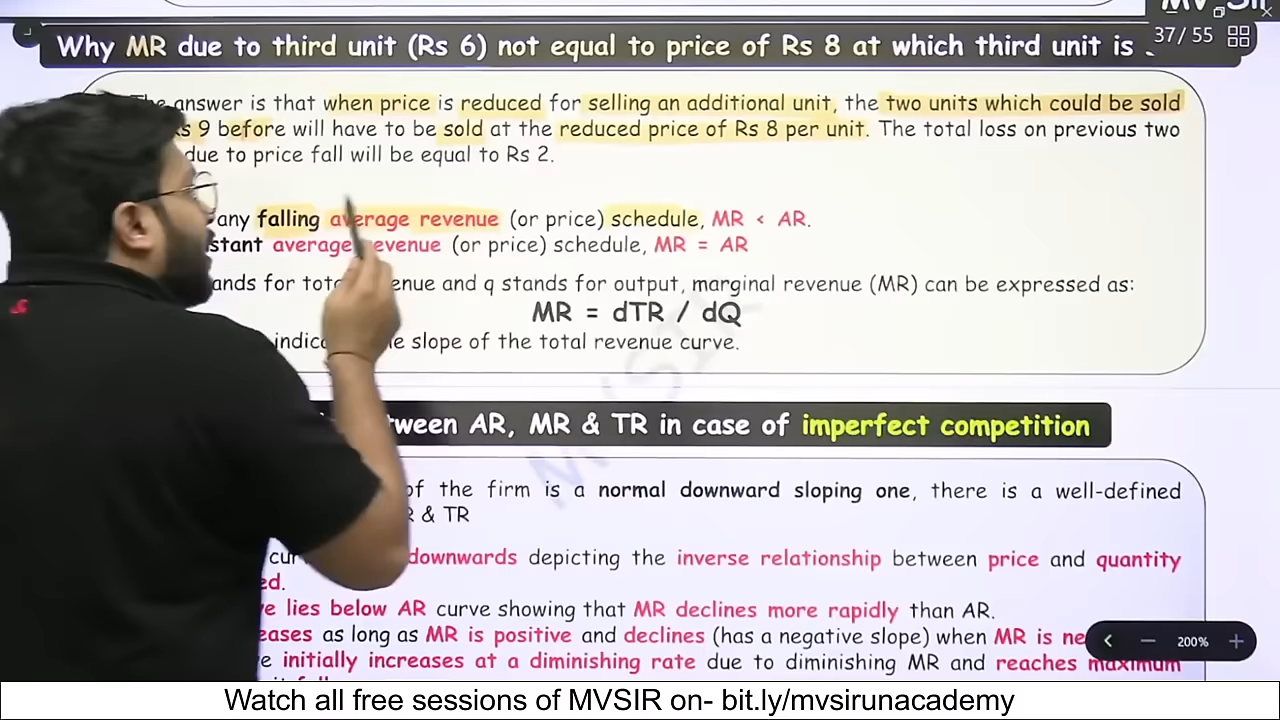 MV Sir
Why MR due to third unit (Rs 6) not equal to price of Rs 8 at which third unit is
37/ 55
The answer is that when price is reduced for selling an additional unit, the two units which could be sold
Rs 9 before will have to be sold at the reduced price of Rs 8 per unit. The total loss on previous two
due to price fall will be equal to Rs 2.
any falling average revenue (or price) schedule, MR < AR.
stant average revenue (or price) schedule, MR = AR
ands for total revenue and q stands for output, marginal revenue (MR) can be expressed as:
MR = dTR / dQ
slope of the total revenue curve.
tween AR, MR & TR in case of imperfect competition
of the firm is a normal downward sloping one, there is a well-defined
R & TR
downwards depicting the inverse relationship between price and quantity
ed.
lies below AR curve showing that MR declines more rapidly than AR.
eases as long as MR is positive and declines (has a negative slope) when MR is ne
initially increases at a diminishing rate due to diminishing MR and reaches maximum
200%
Watch all free sessions of MVSIR on- bit.ly/mvsirunacademy